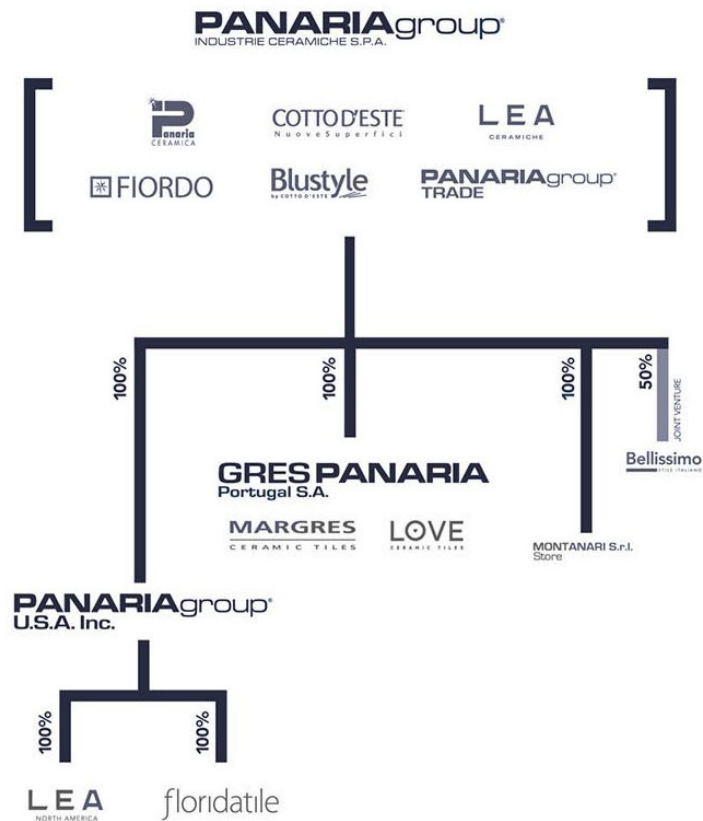 PANARIAgroup®
INDUSTRIE CERAMICHE S.P.A.
Panaria
CERAMICA
COTTO D'ESTE
NuoveSuperfici
LEA
CERAMICHE
FIORDO
Blustyle
by COTTO D'ESTE
PANARIAgroup®
TRADE
100%
100%
100%
50%
JOINT VENTURE
GRES PANARIA
Portugal S.A.
MARGRES
CERAMIC TILES
LOVE
CERAMIC TILES
Bellissimo
STILE ITALIANO
MONTANARI S.r.l.
Store
PANARIAgroup®
U.S.A. Inc.
100%
100%
LEA
NORTH AMERICA
floridatile